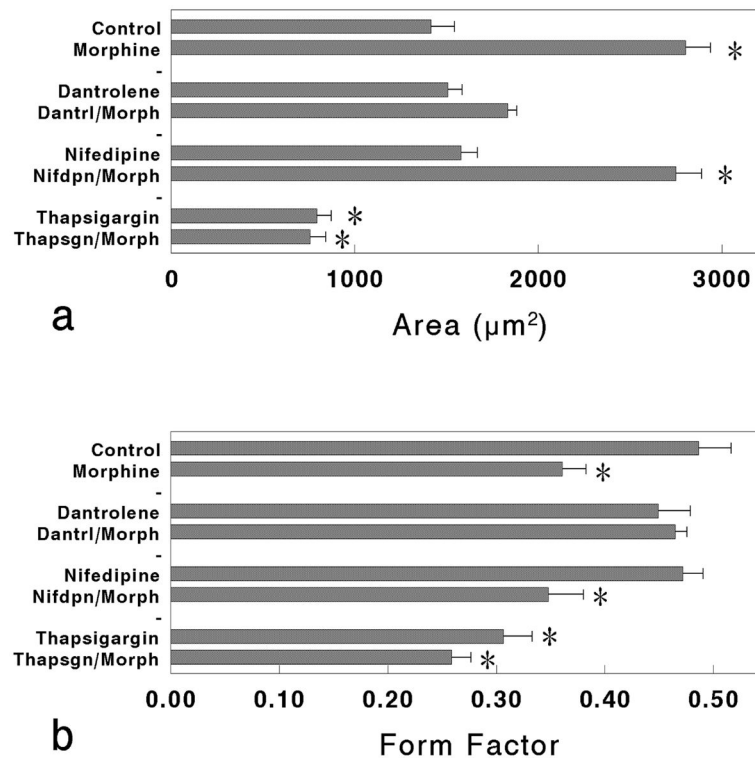 Control
Morphine *
-
Dantrolene
Dantrl/Morph
-
Nifedipine
Nifdpn/Morph *
-
Thapsigargin *
Thapsgn/Morph *
0 1000 2000 3000
a Area (µm²)
Control
Morphine *
-
Dantrolene
Dantrl/Morph
-
Nifedipine
Nifdpn/Morph *
-
Thapsigargin *
Thapsgn/Morph *
0.00 0.10 0.20 0.30 0.40 0.50
b Form Factor